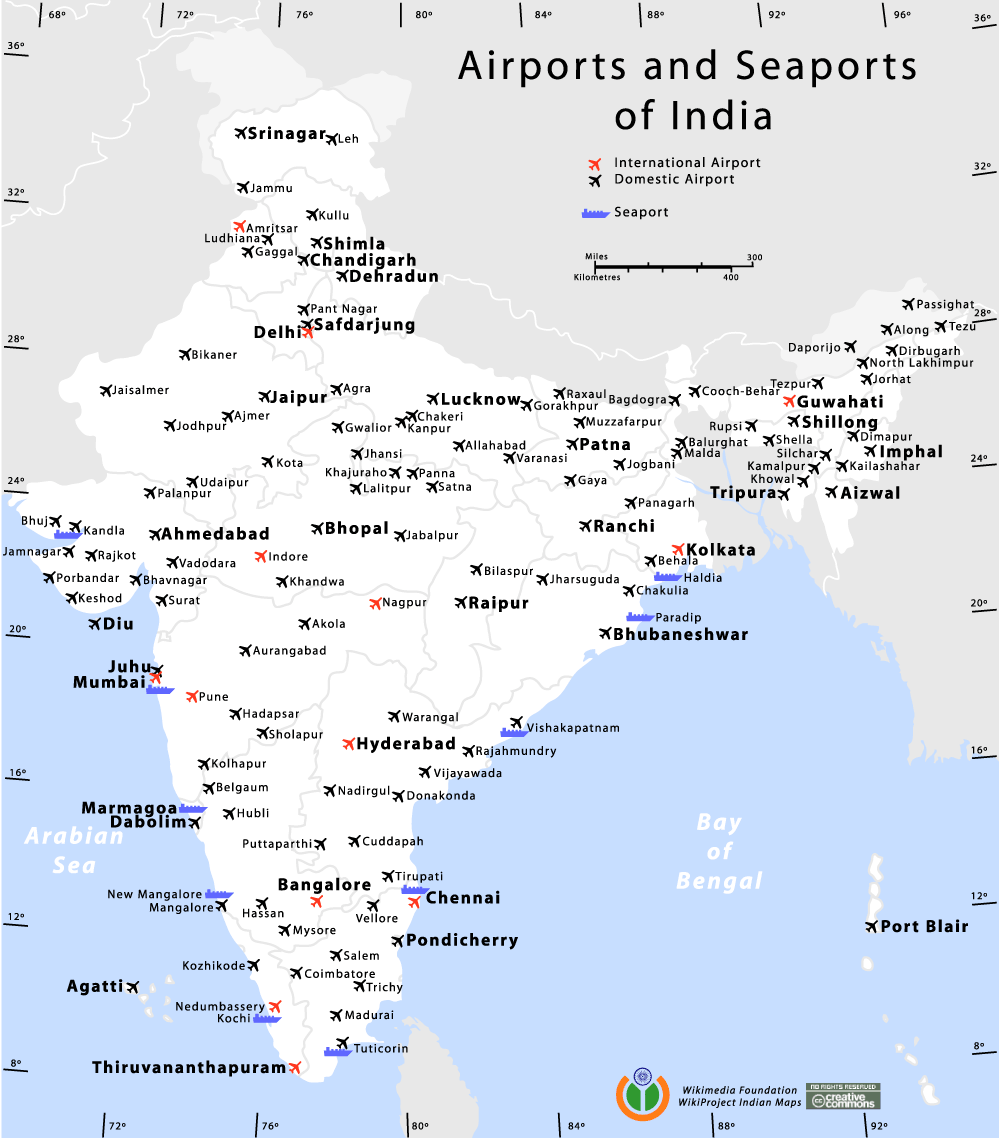 68°
72°
76°
80°
84°
88°
92°
96°
36°
36°
Airports and Seaports
of India
International Airport
Domestic Airport
Seaport
Miles
300
Kilometres
400
Srinagar
Leh
32°
32°
Jammu
Kullu
Amritsar
Ludhiana
Gaggal
Shimla
Chandigarh
Dehradun
Pant Nagar
Safdarjung
Delhi
28°
28°
Passighat
Along
Tezu
Daporijo
Dirbugarh
North Lakhimpur
Jorhat
Tezpur
Bikaner
Jaisalmer
Jaipur
Agra
Lucknow
Raxaul
Gorakhpur
Bagdogra
Cooch-Behar
Guwahati
Ajmer
Jodhpur
Gwalior
Chakeri
Kanpur
Muzzafarpur
Rupsi
Shillong
Allahabad
Varanasi
Patna
Balurghat
Malda
Shella
Dimapur
Silchar
Imphal
Kota
Jhansi
Jogbani
Kamalpur
Kailashahar
Khajuraho
Panna
Khowal
24°
24°
Udaipur
Palanpur
Lalitpur
Satna
Gaya
Tripura
Aizwal
Panagarh
Bhuj
Kandla
Ahmedabad
Bhopal
Jabalpur
Ranchi
Jamnagar
Rajkot
Vadodara
Indore
Kolkata
Behala
Porbandar
Bhavnagar
Khandwa
Bilaspur
Jharsuguda
Haldia
Chakulia
Keshod
Surat
Nagpur
Raipur
20°
20°
Diu
Akola
Paradip
Bhubaneshwar
Aurangabad
Juhu
Mumbai
Pune
Hadapsar
Warangal
Vishakapatnam
Sholapur
Hyderabad
Rajahmundry
16°
16°
Kolhapur
Vijayawada
Belgaum
Nadirgul
Donakonda
Marmagoa
Dabolim
Hubli
Arabian
Sea
Bay
of
Bengal
Puttaparthi
Cuddapah
Tirupati
Bangalore
New Mangalore
Mangalore
Hassan
Vellore
Chennai
12°
12°
Mysore
Pondicherry
Port Blair
Kozhikode
Salem
Coimbatore
Agatti
Trichy
Nedumbassery
Kochi
Madurai
Tuticorin
8°
8°
Thiruvananthapuram
Wikimedia Foundation
WikiProject Indian Maps
NO RIGHTS RESERVED
cc creative
commons
72°
76°
80°
84°
88°
92°